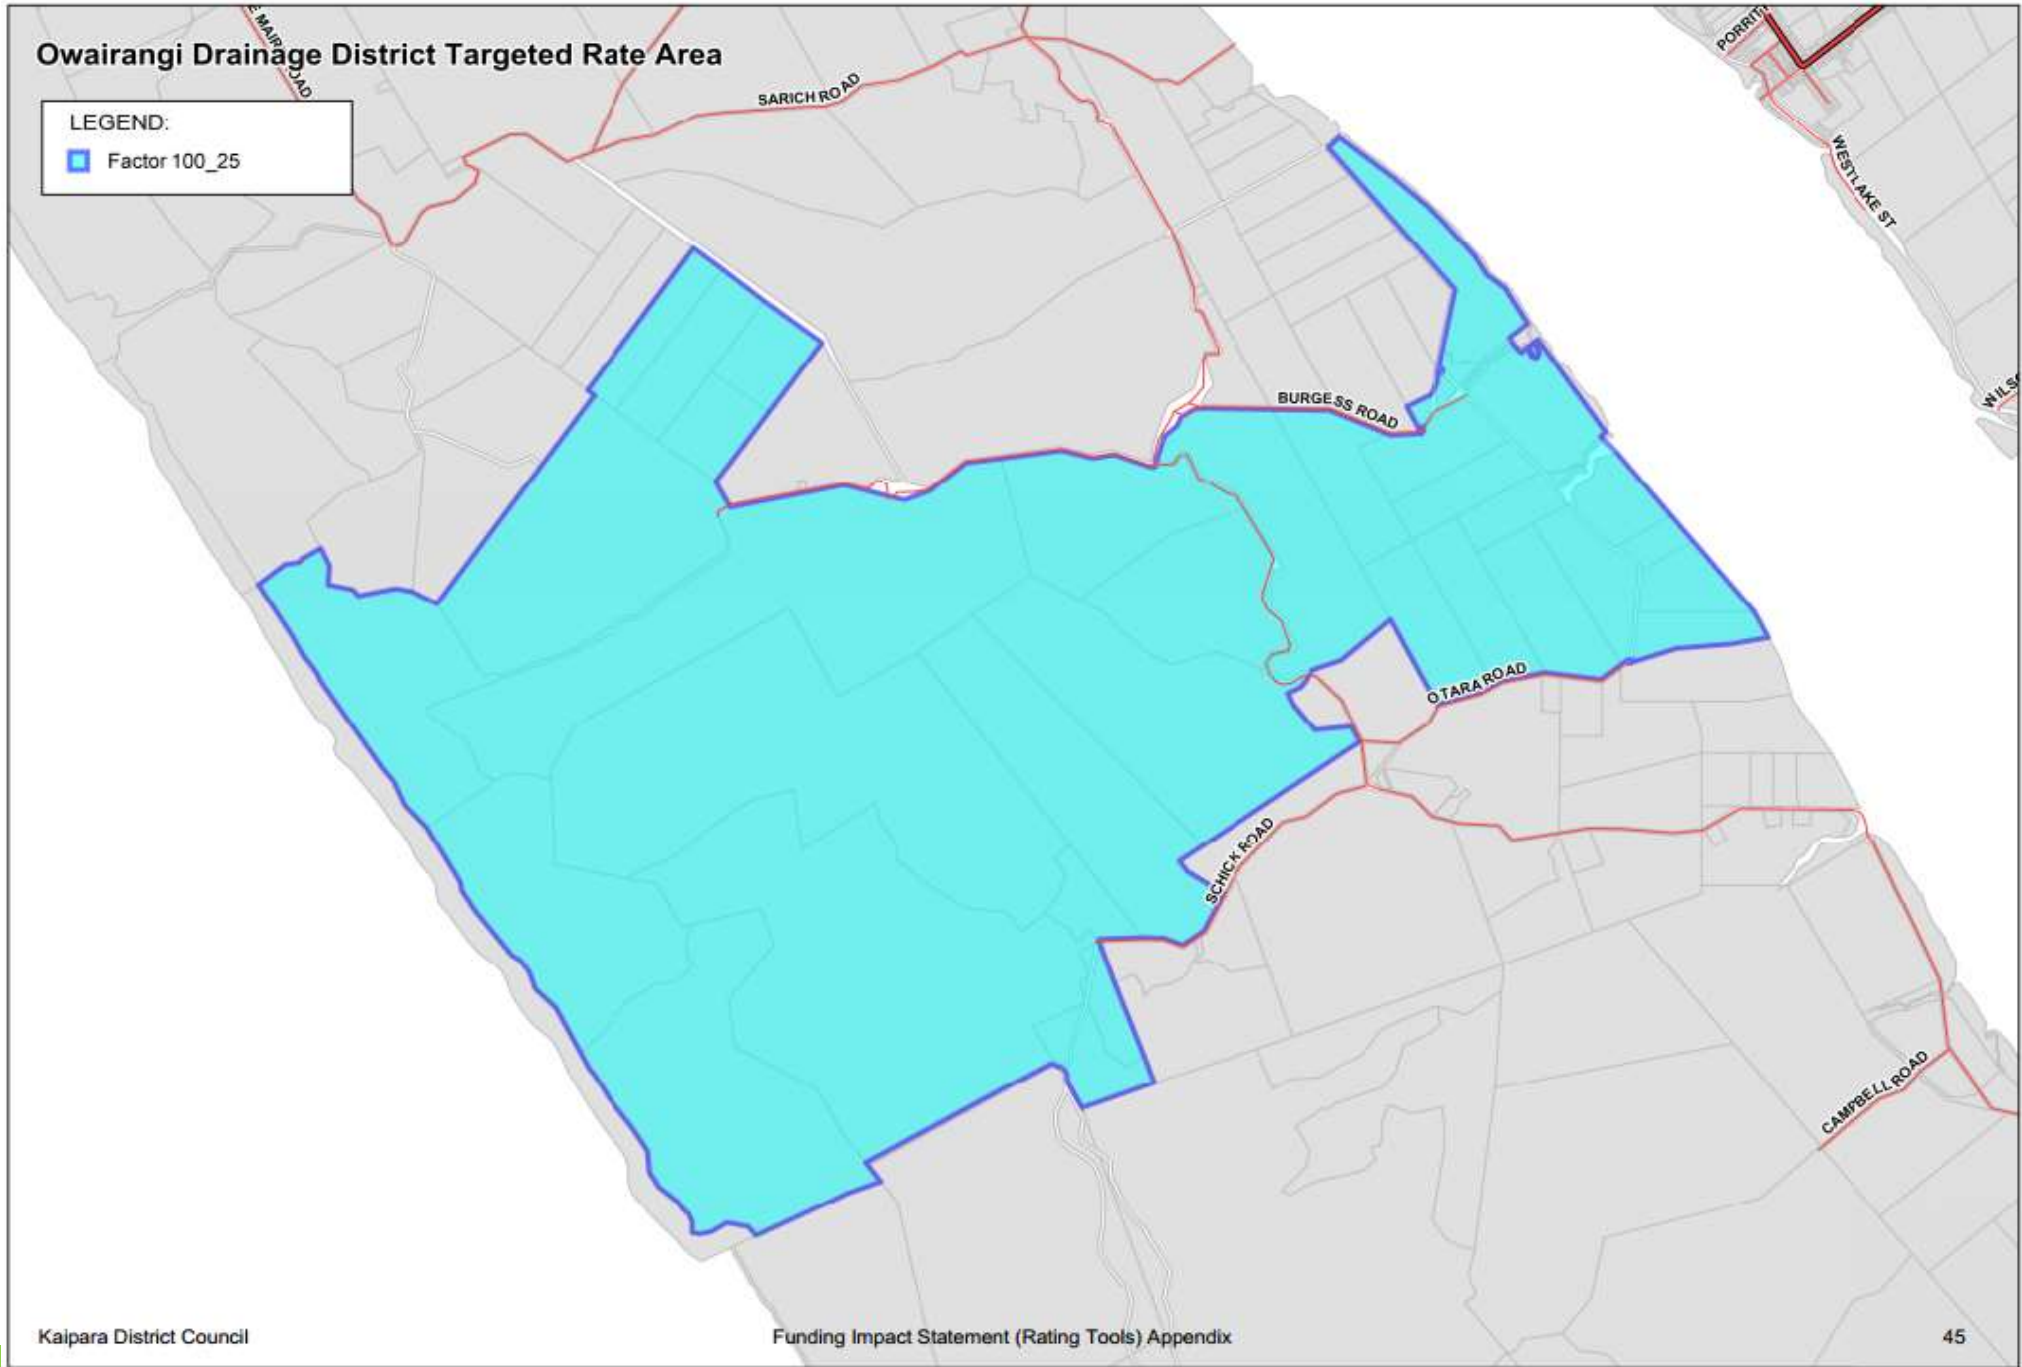 Owairangi Drainage District Targeted Rate Area
LEGEND:
Factor 100_25
SARICH ROAD
WESTLAKE ST
BURGESS ROAD
OTARA ROAD
SCHICK ROAD
CAMPBELL ROAD
Kaipara District Council
Funding Impact Statement (Rating Tools) Appendix
45